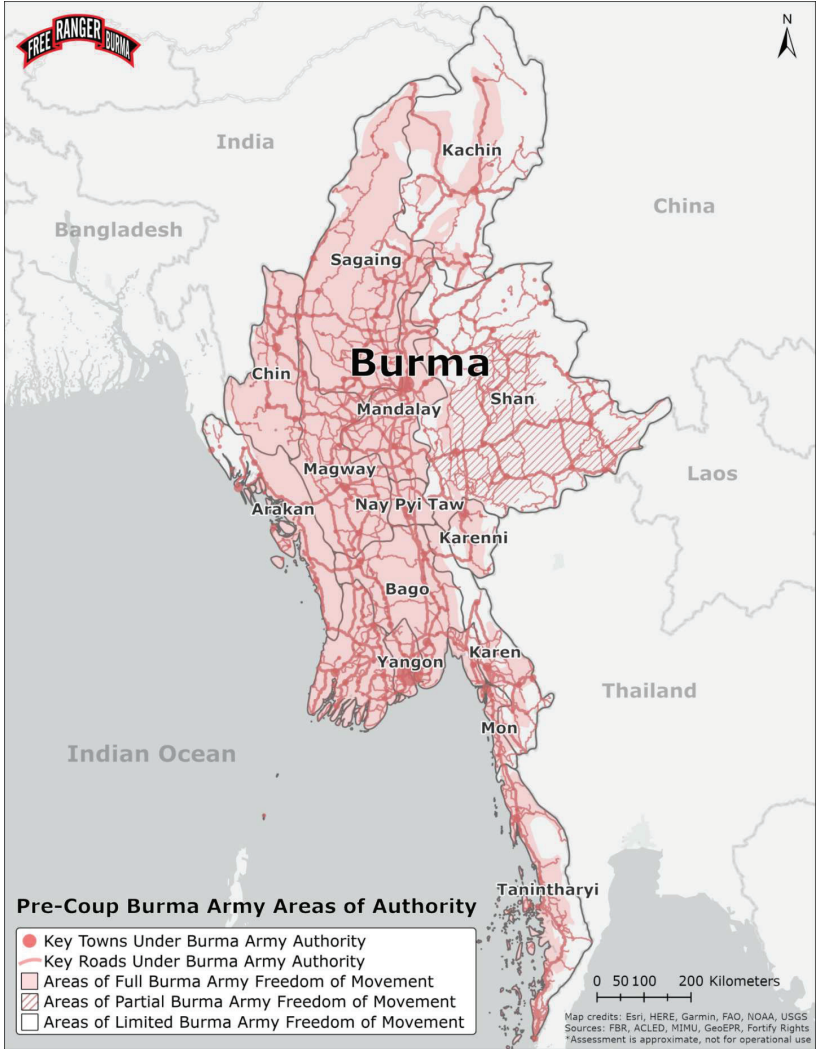 FREE RANGER BURMA
N
India
Kachin
China
Bangladesh
Sagaing
Burma
Chin
Shan
Mandalay
Magway
Laos
Arakan
Nay Pyi Taw
Karenni
Bago
Karen
Yangon
Thailand
Mon
Indian Ocean
Tanintharyi
Pre-Coup Burma Army Areas of Authority
Key Towns Under Burma Army Authority
Key Roads Under Burma Army Authority
Areas of Full Burma Army Freedom of Movement
Areas of Partial Burma Army Freedom of Movement
Areas of Limited Burma Army Freedom of Movement
0 50 100 200 Kilometers
Map credits: Esri, HERE, Garmin, FAO, NOAA, USGS
Sources: FBR, ACLED, MIMU, GeoEPR, Fortify Rights
*Assessment is approximate, not for operational use